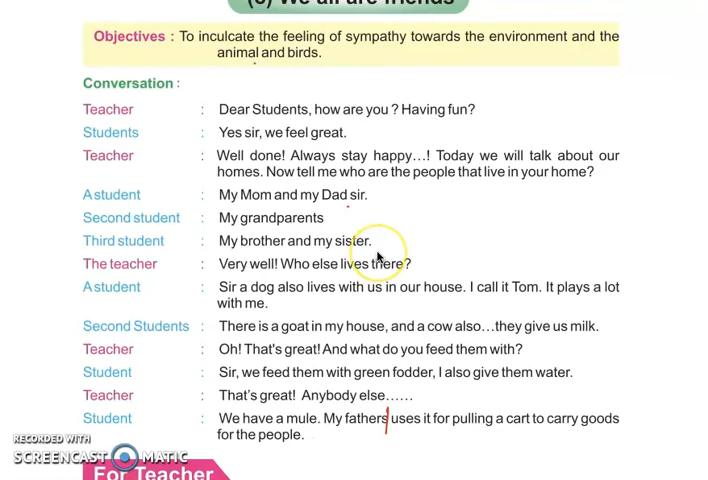 (6) We all are friends
Objectives : To inculcate the feeling of sympathy towards the environment and the
animal and birds.
Conversation :
Teacher : Dear Students, how are you ? Having fun?
Students : Yes sir, we feel great.
Teacher : Well done! Always stay happy…! Today we will talk about our
homes. Now tell me who are the people that live in your home?
A student : My Mom and my Dad sir.
Second student : My grandparents
Third student : My brother and my sister.
The teacher : Very well! Who else lives there?
A student : Sir a dog also lives with us in our house. I call it Tom. It plays a lot
with me.
Second Students : There is a goat in my house, and a cow also…they give us milk.
Teacher : Oh! That's great! And what do you feed them with?
Student : Sir, we feed them with green fodder, I also give them water.
Teacher : That's great! Anybody else……
Student : We have a mule. My fathers uses it for pulling a cart to carry goods
for the people.
RECORDED WITH
SCREENCAST MATIC
For Teacher